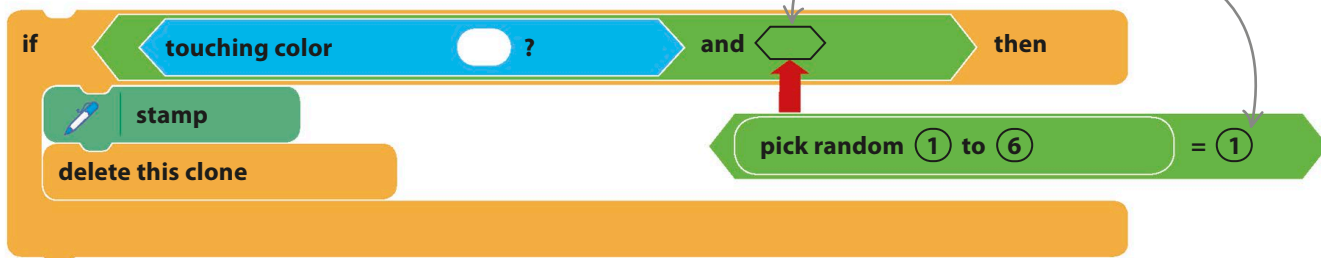 if touching color ? and then
stamp
pick random 1 to 6 = 1
delete this clone